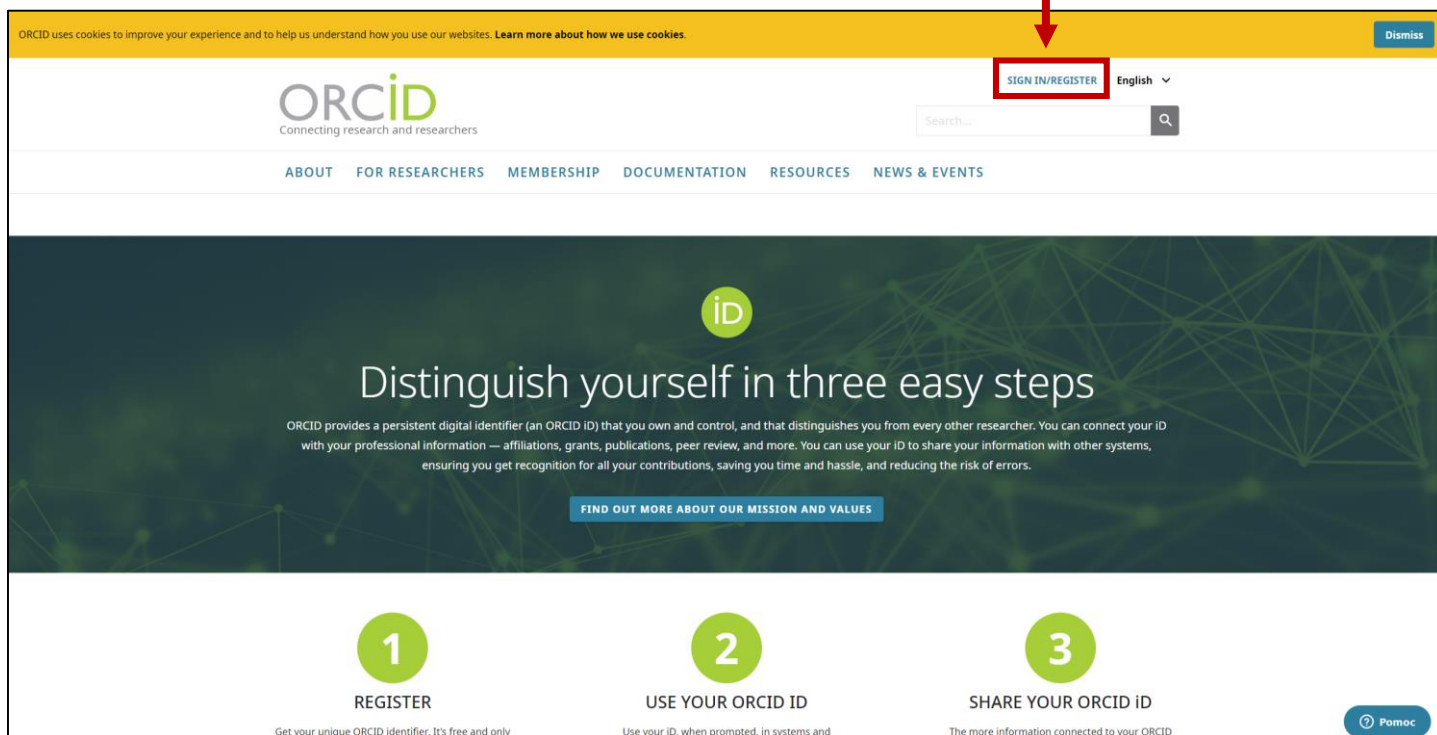 ORCID uses cookies to improve your experience and to help us understand how you use our websites. Learn more about how we use cookies.
Dismiss
SIGN IN/REGISTER English
ORCiD
Connecting research and researchers
Search...
ABOUT FOR RESEARCHERS MEMBERSHIP DOCUMENTATION RESOURCES NEWS & EVENTS
iD
Distinguish yourself in three easy steps
ORCID provides a persistent digital identifier (an ORCID iD) that you own and control, and that distinguishes you from every other researcher. You can connect your iD
with your professional information — affiliations, grants, publications, peer review, and more. You can use your iD to share your information with other systems,
ensuring you get recognition for all your contributions, saving you time and hassle, and reducing the risk of errors.
FIND OUT MORE ABOUT OUR MISSION AND VALUES
1
REGISTER
Get your unique ORCID identifier. It's free and only
2
USE YOUR ORCID ID
Use your iD, when prompted, in systems and
3
SHARE YOUR ORCID iD
The more information connected to your ORCID
Pomoc